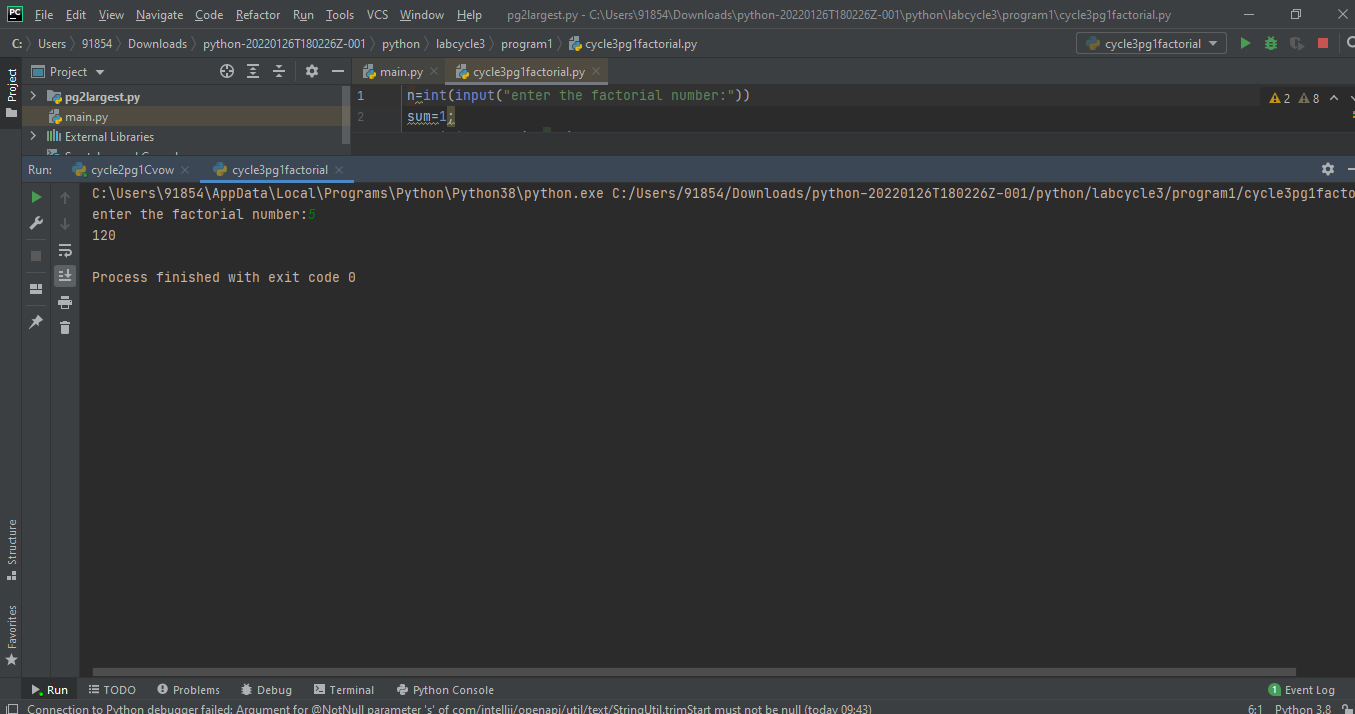 PC File Edit View Navigate Code Refactor Run Tools VCS Window Help pg2largest.py - C:\Users\91854\Downloads\python-20220126T180226Z-001\python\labcycle3\program1\cycle3pg1factorial.py
C: Users 91854 Downloads python-20220126T180226Z-001 python labcycle3 program1 cycle3pg1factorial.py cycle3pg1factorial
Project Project main.py cycle3pg1factorial.py
pg2largest.py 1 n=int(input("enter the factorial number:")) 2 8
main.py 2 sum=1;
External Libraries
Run: cycle2pg1Cvow cycle3pg1factorial
C:\Users\91854\AppData\Local\Programs\Python\Python38\python.exe C:/Users/91854/Downloads/python-20220126T180226Z-001/python/labcycle3/program1/cycle3pg1facto
enter the factorial number:5
120
Process finished with exit code 0
Structure
Favorites
Run TODO Problems Debug Terminal Python Console 1 Event Log
Connection to Python debugger failed: Argument for @NotNull parameter 's' of com/intellij/openapi/util/text/StringUtil.trimStart must not be null (today 09:43) 6:1 Python 3.8